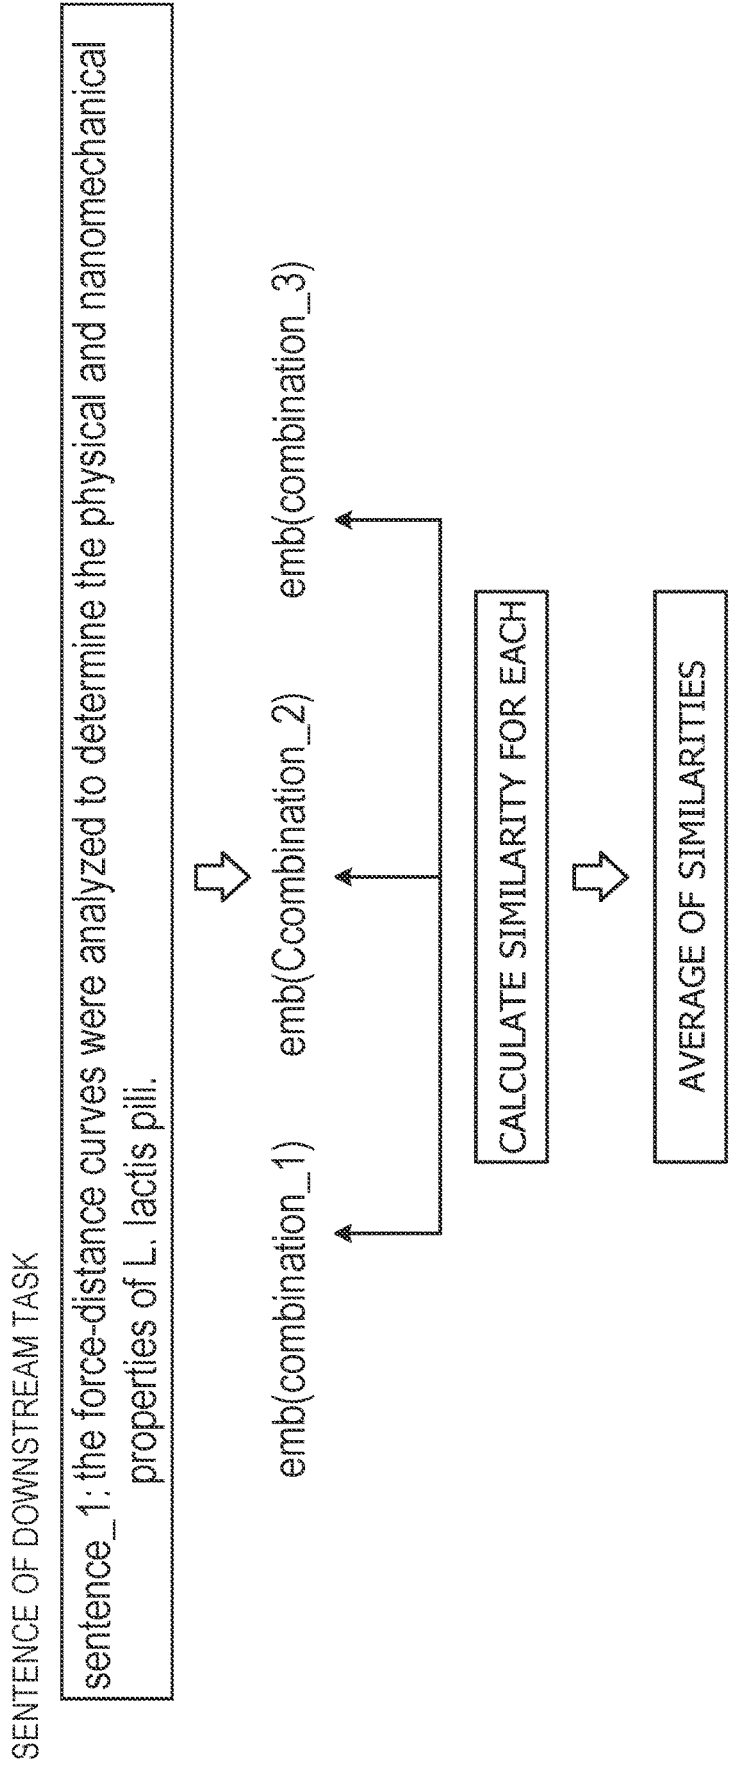 SENTENCE OF DOWNSTREAM TASK
sentence_1: the force-distance curves were analyzed to determine the physical and nanomechanical
properties of L. lactis pili.
emb(combination_1)
emb(Ccombination_2)
emb(combination_3)
CALCULATE SIMILARITY FOR EACH
AVERAGE OF SIMILARITIES